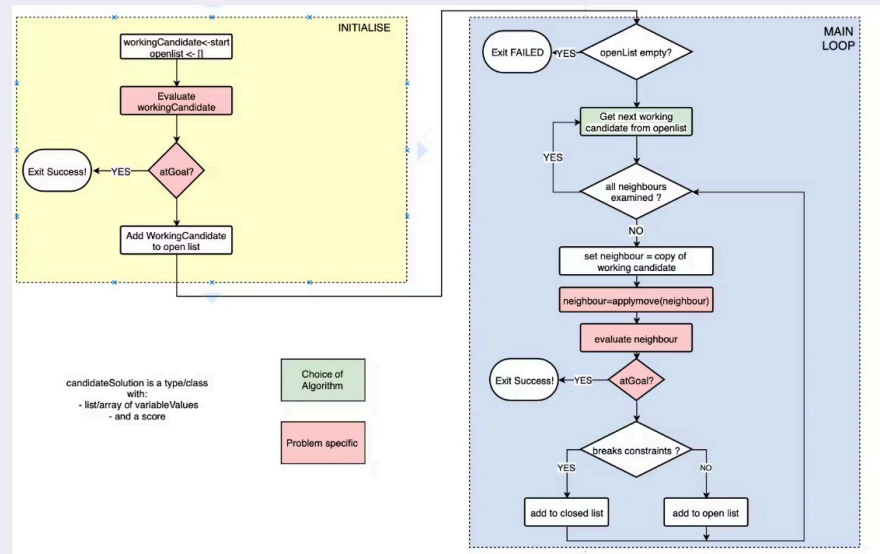 INITIALISE
workingCandidate<-start
openlist <- []
Evaluate
workingCandidate
atGoal?
YES
Exit Success!
Add WorkingCandidate
to open list
candidateSolution is a type/class
with:
- list/array of variableValues
- and a score
Choice of
Algorithm
Problem specific
MAIN
LOOP
openList empty?
YES
Exit FAILED
Get next working
candidate from openlist
YES
all neighbours
examined ?
NO
set neighbour = copy of
working candidate
neighbour=applymove(neighbour)
evaluate neighbour
atGoal?
YES
Exit Success!
breaks constraints ?
YES
NO
add to closed list
add to open list